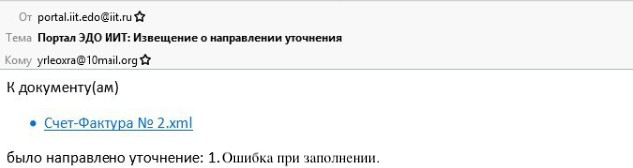 От portal.iit.edo@iit.ru
Тема Портал ЭДО ИИТ: Извещение о направлении уточнения
Кому yrleoxra@10mail.org
К документу(ам)
• Счет-Фактура № 2.xml
было направлено уточнение: 1. Ошибка при заполнении.